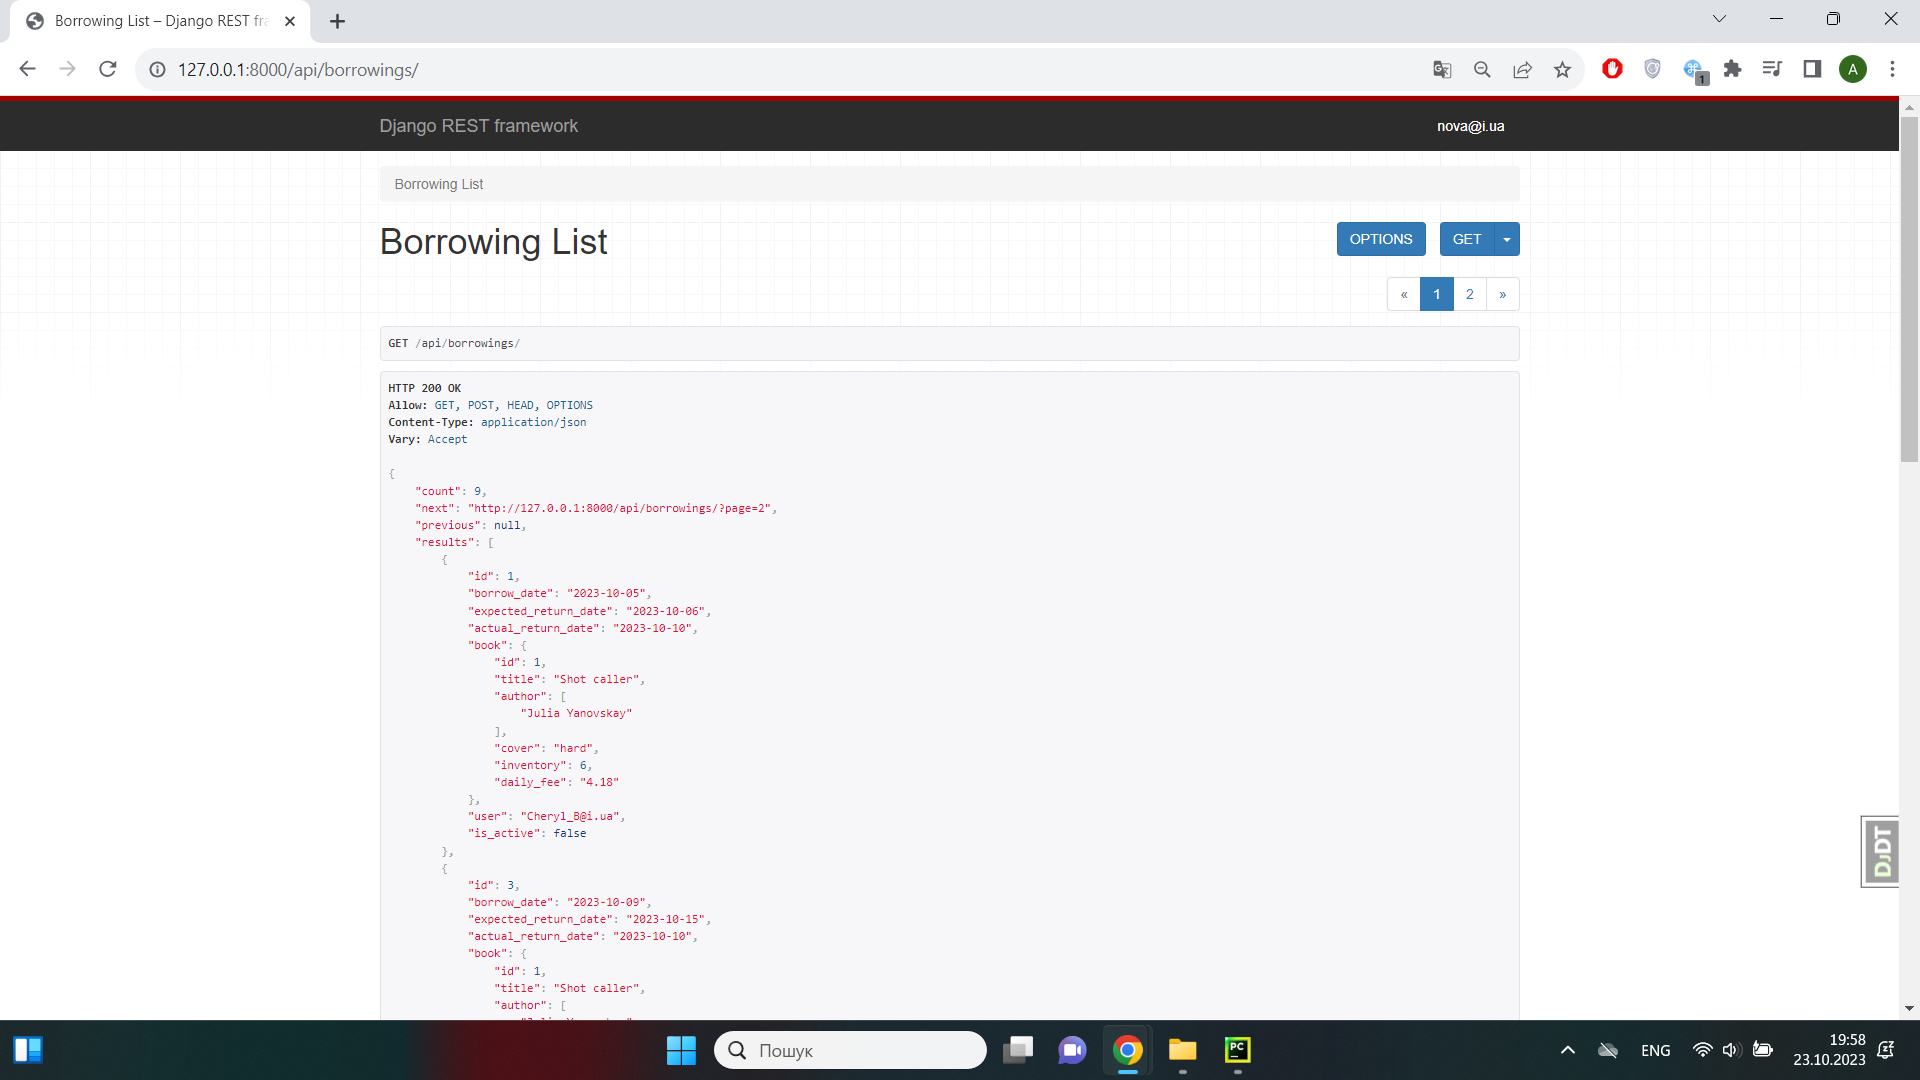 Borrowing List – Django REST fra
127.0.0.1:8000/api/borrowings/
1
A
Django REST framework
nova@i.ua
Borrowing List
Borrowing List
OPTIONS
GET
« 1 2 »
GET /api/borrowings/
HTTP 200 OK
Allow: GET, POST, HEAD, OPTIONS
Content-Type: application/json
Vary: Accept
{
"count": 9,
"next": "http://127.0.0.1:8000/api/borrowings/?page=2",
"previous": null,
"results": [
{
"id": 1,
"borrow_date": "2023-10-05",
"expected_return_date": "2023-10-06",
"actual_return_date": "2023-10-10",
"book": {
"id": 1,
"title": "Shot caller",
"author": [
"Julia Yanovskay"
],
"cover": "hard",
"inventory": 6,
"daily_fee": "4.18"
},
"user": "Cheryl_B@i.ua",
"is_active": false
},
{
"id": 3,
"borrow_date": "2023-10-09",
"expected_return_date": "2023-10-15",
"actual_return_date": "2023-10-10",
"book": {
"id": 1,
"title": "Shot caller",
"author": [
DJDT
Пошук
PC
ENG
19:58
23.10.2023